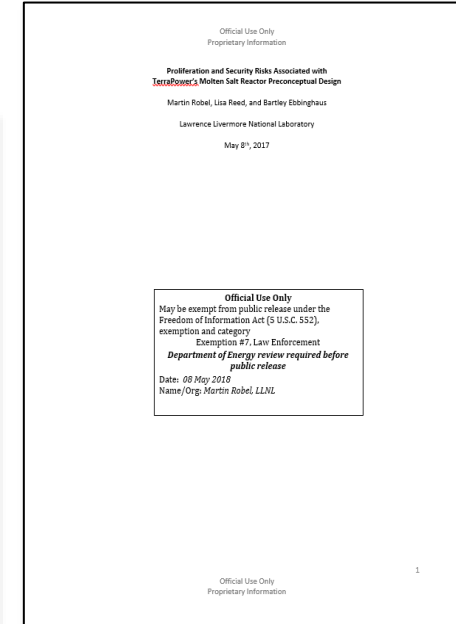 Official Use Only
Proprietary Information
Proliferation and Security Risks Associated with
TerraPower's Molten Salt Reactor Preconceptual Design
Martin Robel, Lisa Reed, and Bartley Ebbinghaus
Lawrence Livermore National Laboratory
May 8th, 2017
Official Use Only
May be exempt from public release under the
Freedom of Information Act (5 U.S.C. 552),
exemption and category
Exemption #7, Law Enforcement
Department of Energy review required before
public release
Date: 08 May 2018
Name/Org: Martin Robel, LLNL
1
Official Use Only
Proprietary Information